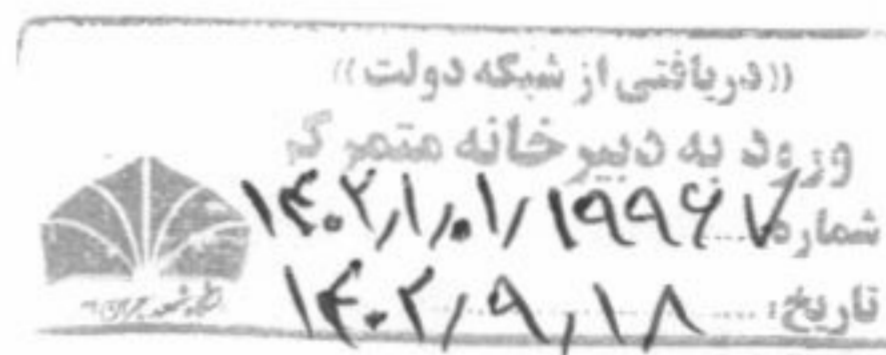 ((دریافتی از شبکه دولت))
ورود به دبیرخانه متمرکز
شماره: ۱۴۰۲/۱/۰۱/۱۹۹۶۷
تاریخ: ۱۴۰۲/۹/۱۸